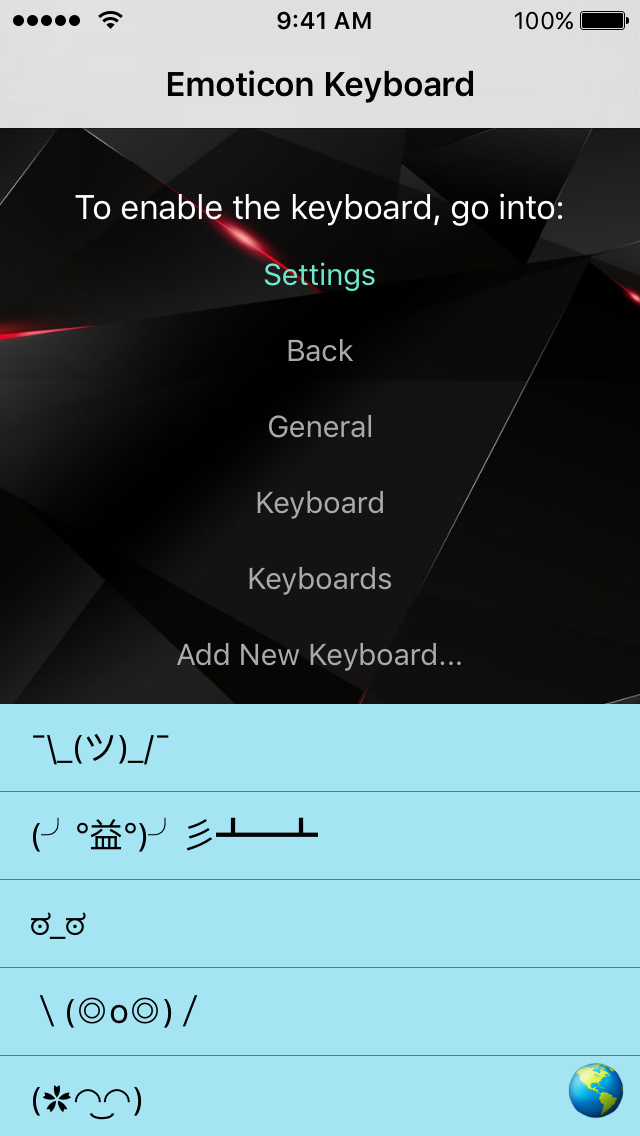 9:41 AM 100%
Emoticon Keyboard
To enable the keyboard, go into:
Settings
Back
General
Keyboard
Keyboards
Add New Keyboard...
¯\_(ツ)_/¯
(╯°益°)╯彡┻━┻
ಠ_ಠ
\(◎o◎)/
(✿◠‿◠)